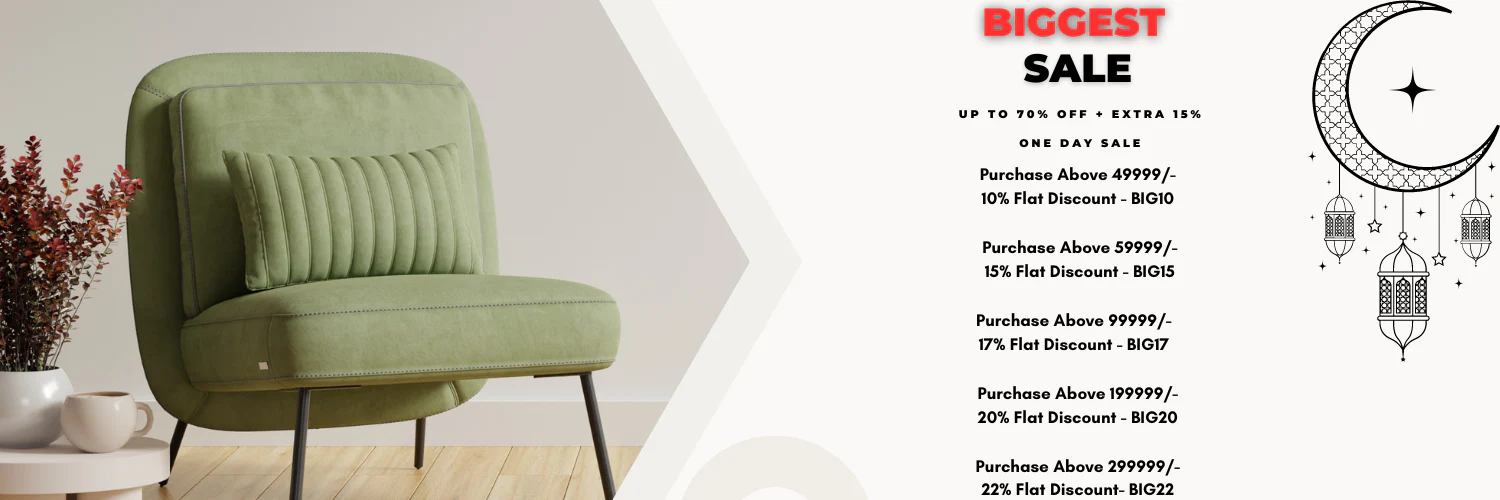 BIGGEST
SALE
UP TO 70% OFF + EXTRA 15%
ONE DAY SALE
Purchase Above 49999/-
10% Flat Discount - BIG10
Purchase Above 59999/-
15% Flat Discount - BIG15
Purchase Above 99999/-
17% Flat Discount - BIG17
Purchase Above 199999/-
20% Flat Discount - BIG20
Purchase Above 299999/-
22% Flat Discount- BIG22